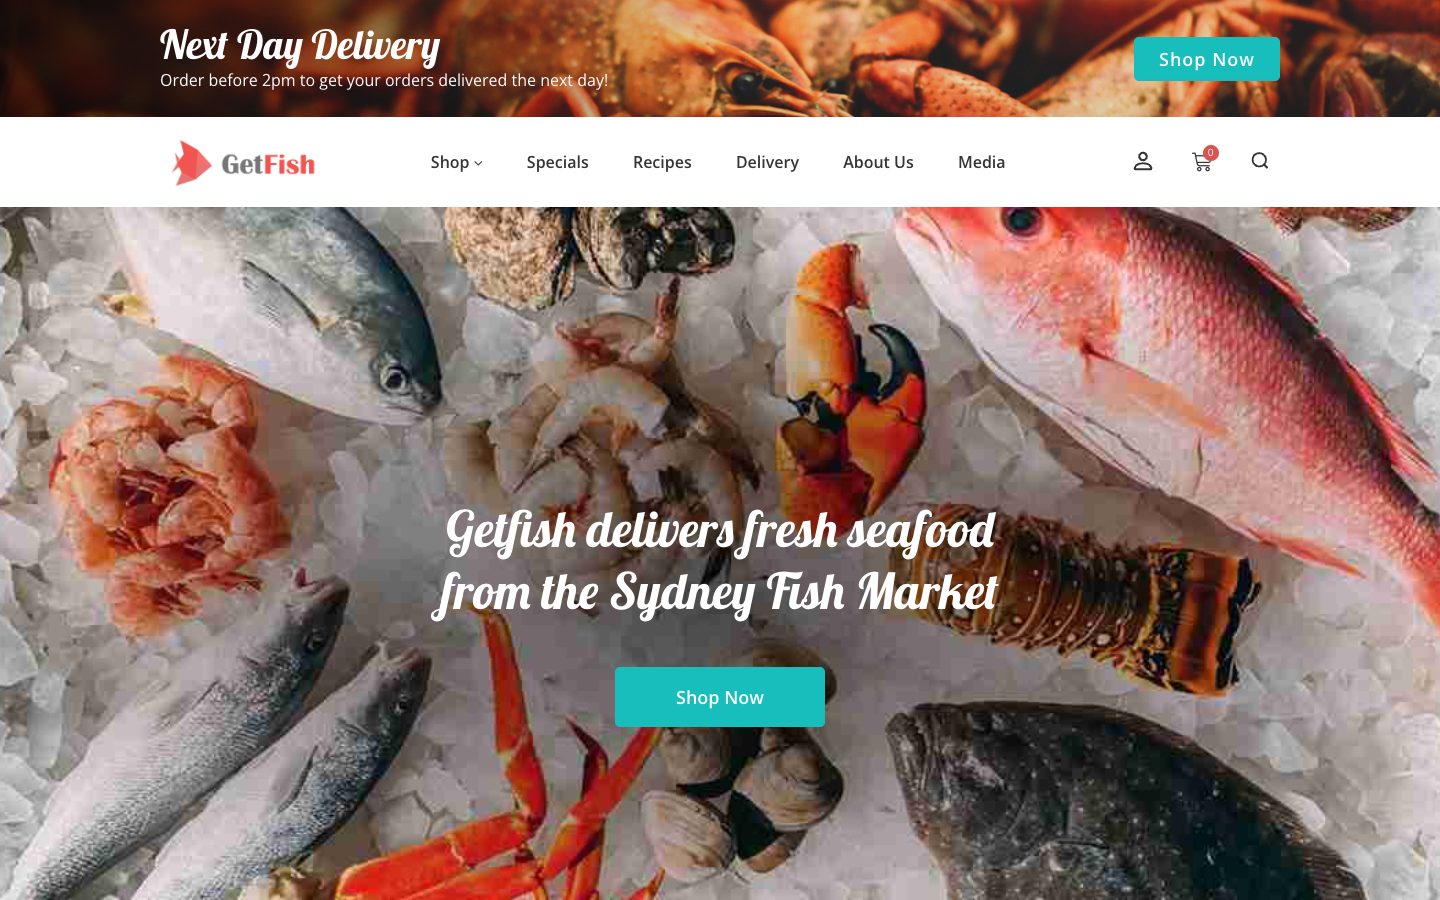 Next Day Delivery
Order before 2pm to get your orders delivered the next day!
Shop Now
GetFish
Shop
Specials
Recipes
Delivery
About Us
Media
0
Getfish delivers fresh seafood
from the Sydney Fish Market
Shop Now